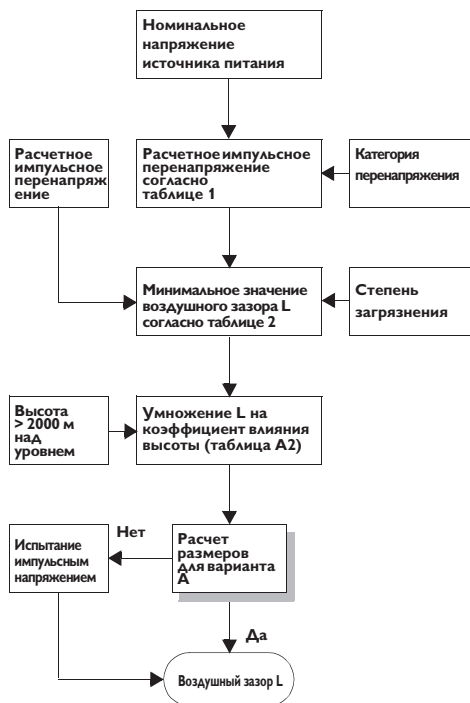 Номинальное
напряжение
источника питания
Расчетное
импульсное
перенапряж
ение
Расчетное импульсное
перенапряжение
согласно
таблице 1
Категория
перенапряжения
Минимальное значение
воздушного зазора L
согласно таблице 2
Степень
загрязнения
Высота
> 2000 м
над
уровнем
Умножение L на
коэффициент влияния
высоты (таблица А2)
Нет
Испытание
импульсным
напряжением
Расчет
размеров
для варианта
А
Да
Воздушный зазор L